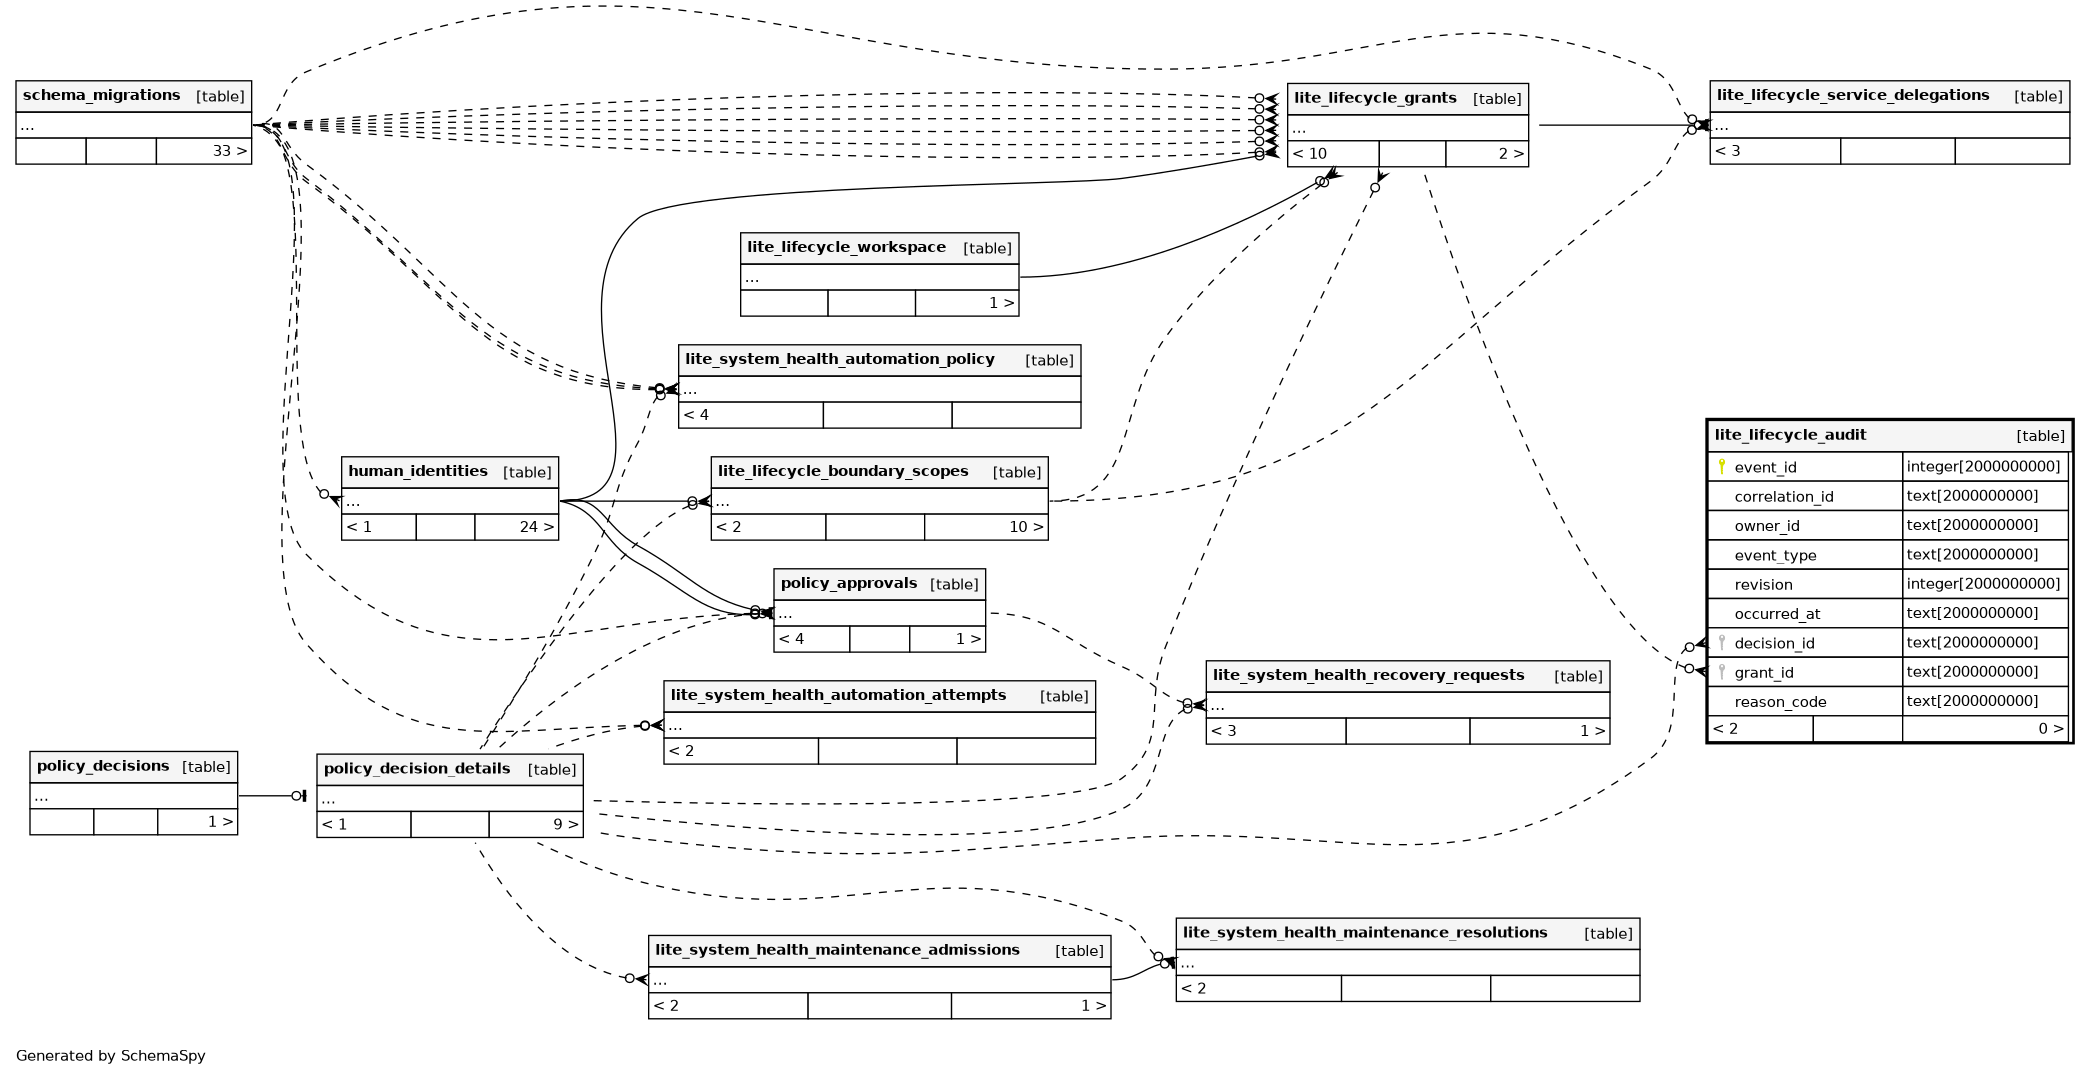 schema_migrations [table]
...
33 >
lite_lifecycle_grants [table]
...
< 10 2 >
lite_lifecycle_service_delegations [table]
...
< 3
lite_lifecycle_workspace [table]
...
1 >
lite_system_health_automation_policy [table]
...
< 4
human_identities [table]
...
< 1 24 >
lite_lifecycle_boundary_scopes [table]
...
< 2 10 >
lite_lifecycle_audit [table]
event_id integer[2000000000]
correlation_id text[2000000000]
owner_id text[2000000000]
event_type text[2000000000]
revision integer[2000000000]
occurred_at text[2000000000]
decision_id text[2000000000]
grant_id text[2000000000]
reason_code text[2000000000]
< 2 0 >
policy_approvals [table]
...
< 4 1 >
lite_system_health_recovery_requests [table]
...
< 3 1 >
lite_system_health_automation_attempts [table]
...
< 2
policy_decisions [table]
...
1 >
policy_decision_details [table]
...
< 1 9 >
lite_system_health_maintenance_admissions [table]
...
< 2 1 >
lite_system_health_maintenance_resolutions [table]
...
< 2
Generated by SchemaSpy